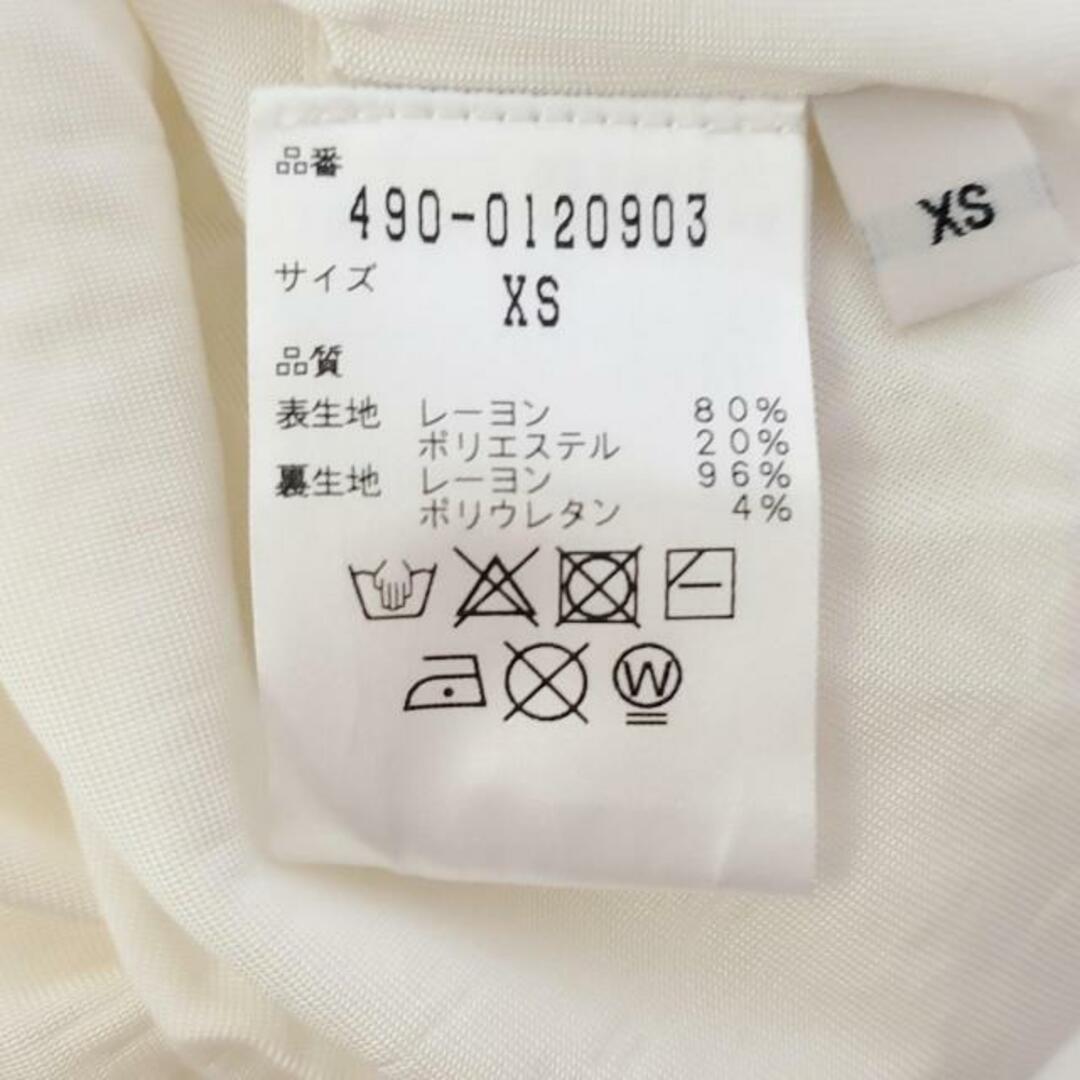 品番
490-0120903
サイズ
XS
品質
表生地 レーヨン 80%
ポリエステル 20%
裏生地 レーヨン 96%
ポリウレタン 4%
W
XS